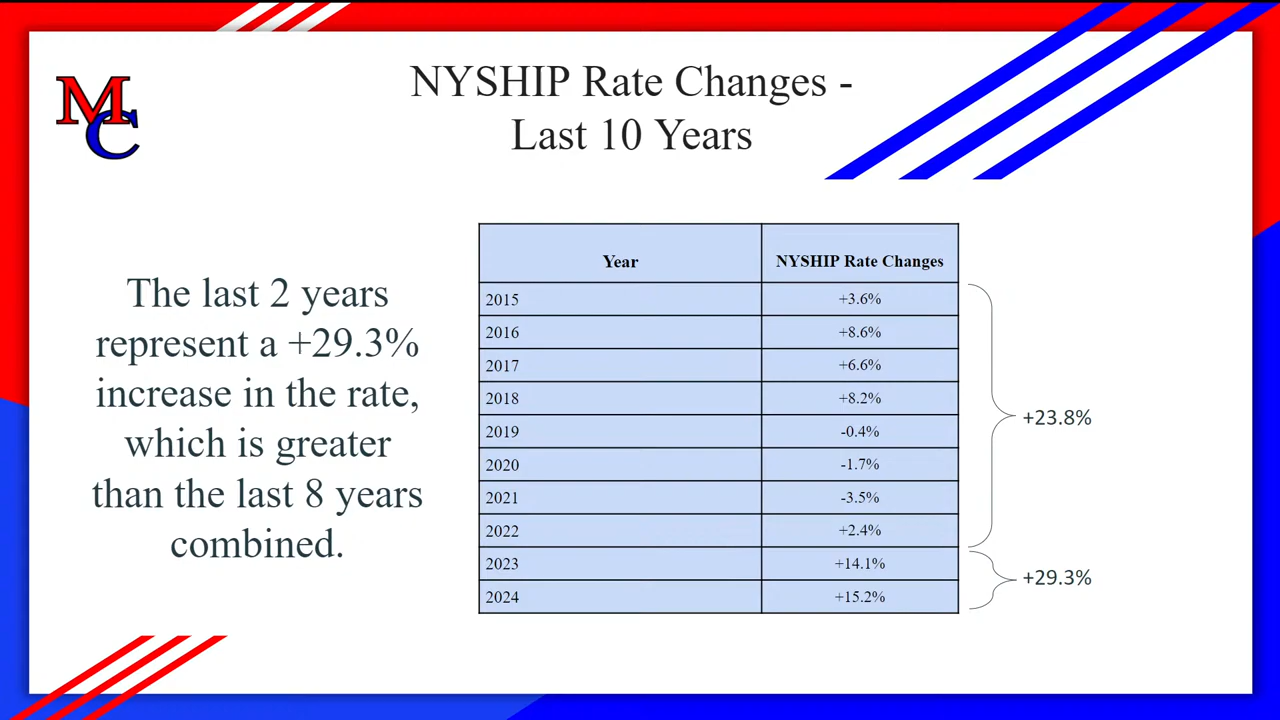 MC
NYSHIP Rate Changes -
Last 10 Years
The last 2 years
represent a +29.3%
increase in the rate,
which is greater
than the last 8 years
combined.
Year NYSHIP Rate Changes
2015 +3.6%
2016 +8.6%
2017 +6.6%
2018 +8.2%
2019 -0.4%
2020 -1.7%
2021 -3.5%
2022 +2.4%
2023 +14.1%
2024 +15.2%
+23.8%
+29.3%